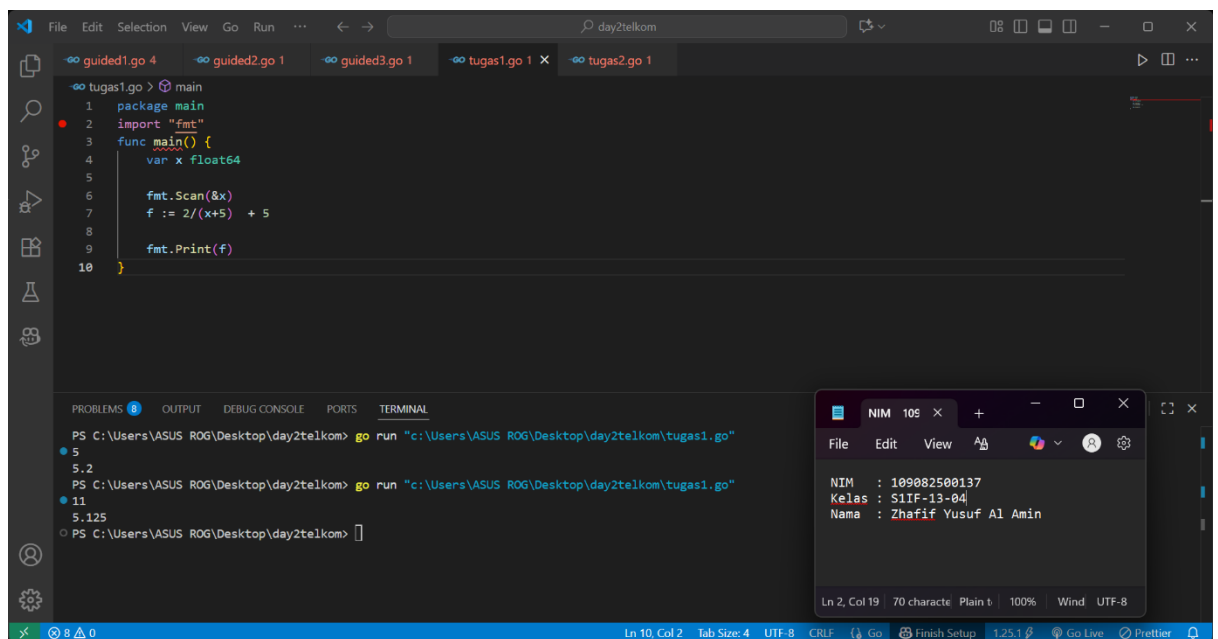 File Edit Selection View Go Run ··· day2telkom
guided1.go 4 guided2.go 1 guided3.go 1 tugas1.go 1 tugas2.go 1
tugas1.go > main
1 package main
2 import "fmt"
3 func main() {
4 var x float64
5
6 fmt.Scan(&x)
7 f := 2/(x+5) + 5
8
9 fmt.Print(f)
10 }
PROBLEMS 8 OUTPUT DEBUG CONSOLE PORTS TERMINAL
PS C:\Users\ASUS ROG\Desktop\day2telkom> go run "c:\Users\ASUS ROG\Desktop\day2telkom\tugas1.go"
5
5.2
PS C:\Users\ASUS ROG\Desktop\day2telkom> go run "c:\Users\ASUS ROG\Desktop\day2telkom\tugas1.go"
11
5.125
PS C:\Users\ASUS ROG\Desktop\day2telkom>
NIM 109
File Edit View
NIM : 109082500137
Kelas : S1IF-13-04
Nama : Zhafif Yusuf Al Amin
Ln 2, Col 19 70 characte Plain t 100% Wind UTF-8
8 0 Ln 10, Col 2 Tab Size: 4 UTF-8 CRLF Go Finish Setup 1.25.1 Go Live Prettier